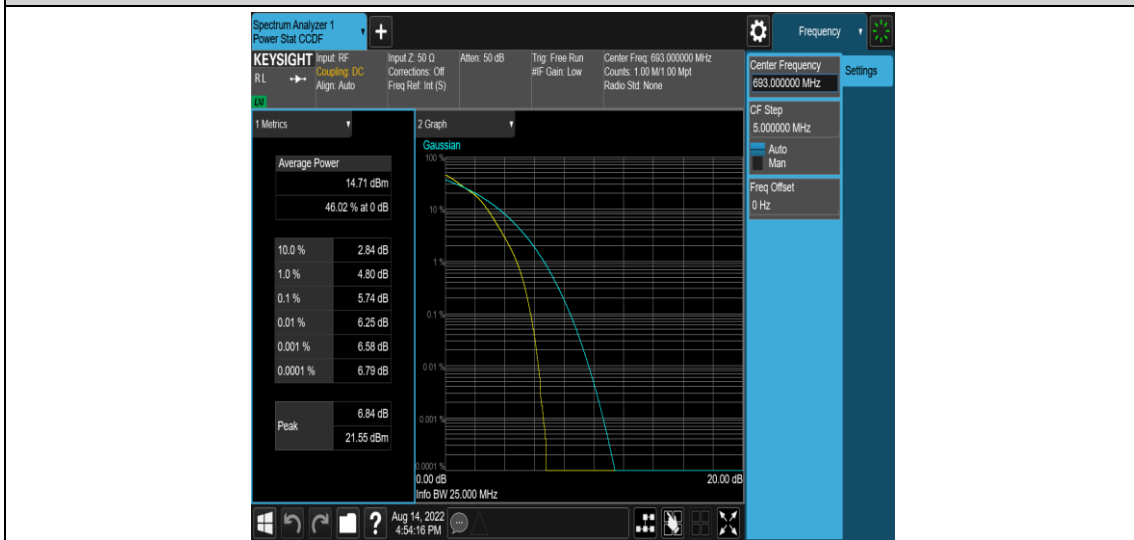 Spectrum Analyzer 1
Power Stat CCDF
+
Frequency
KEYSIGHT
RL
Input: RF
Coupling: DC
Align: Auto
Input Z: 50 Ω
Corrections: Off
Freq Ref: Int (S)
Atten: 50 dB
Trig: Free Run
#IF Gain: Low
Center Freq: 693.000000 MHz
Counts: 1.00 M/1.00 Mpt
Radio Std: None
Center Frequency
693.000000 MHz
Settings
CF Step
5.000000 MHz
Auto
Man
Freq Offset
0 Hz
1 Metrics
Average Power
14.71 dBm
46.02 % at 0 dB
10.0 % 2.84 dB
1.0 % 4.80 dB
0.1 % 5.74 dB
0.01 % 6.25 dB
0.001 % 6.58 dB
0.0001 % 6.79 dB
Peak
6.84 dB
21.55 dBm
2 Graph
Gaussian
100 %
10 %
1 %
0.1 %
0.01 %
0.001 %
0.0001 %
0.00 dB 20.00 dB
Info BW 25.000 MHz
?
Aug 14, 2022
4:54:16 PM